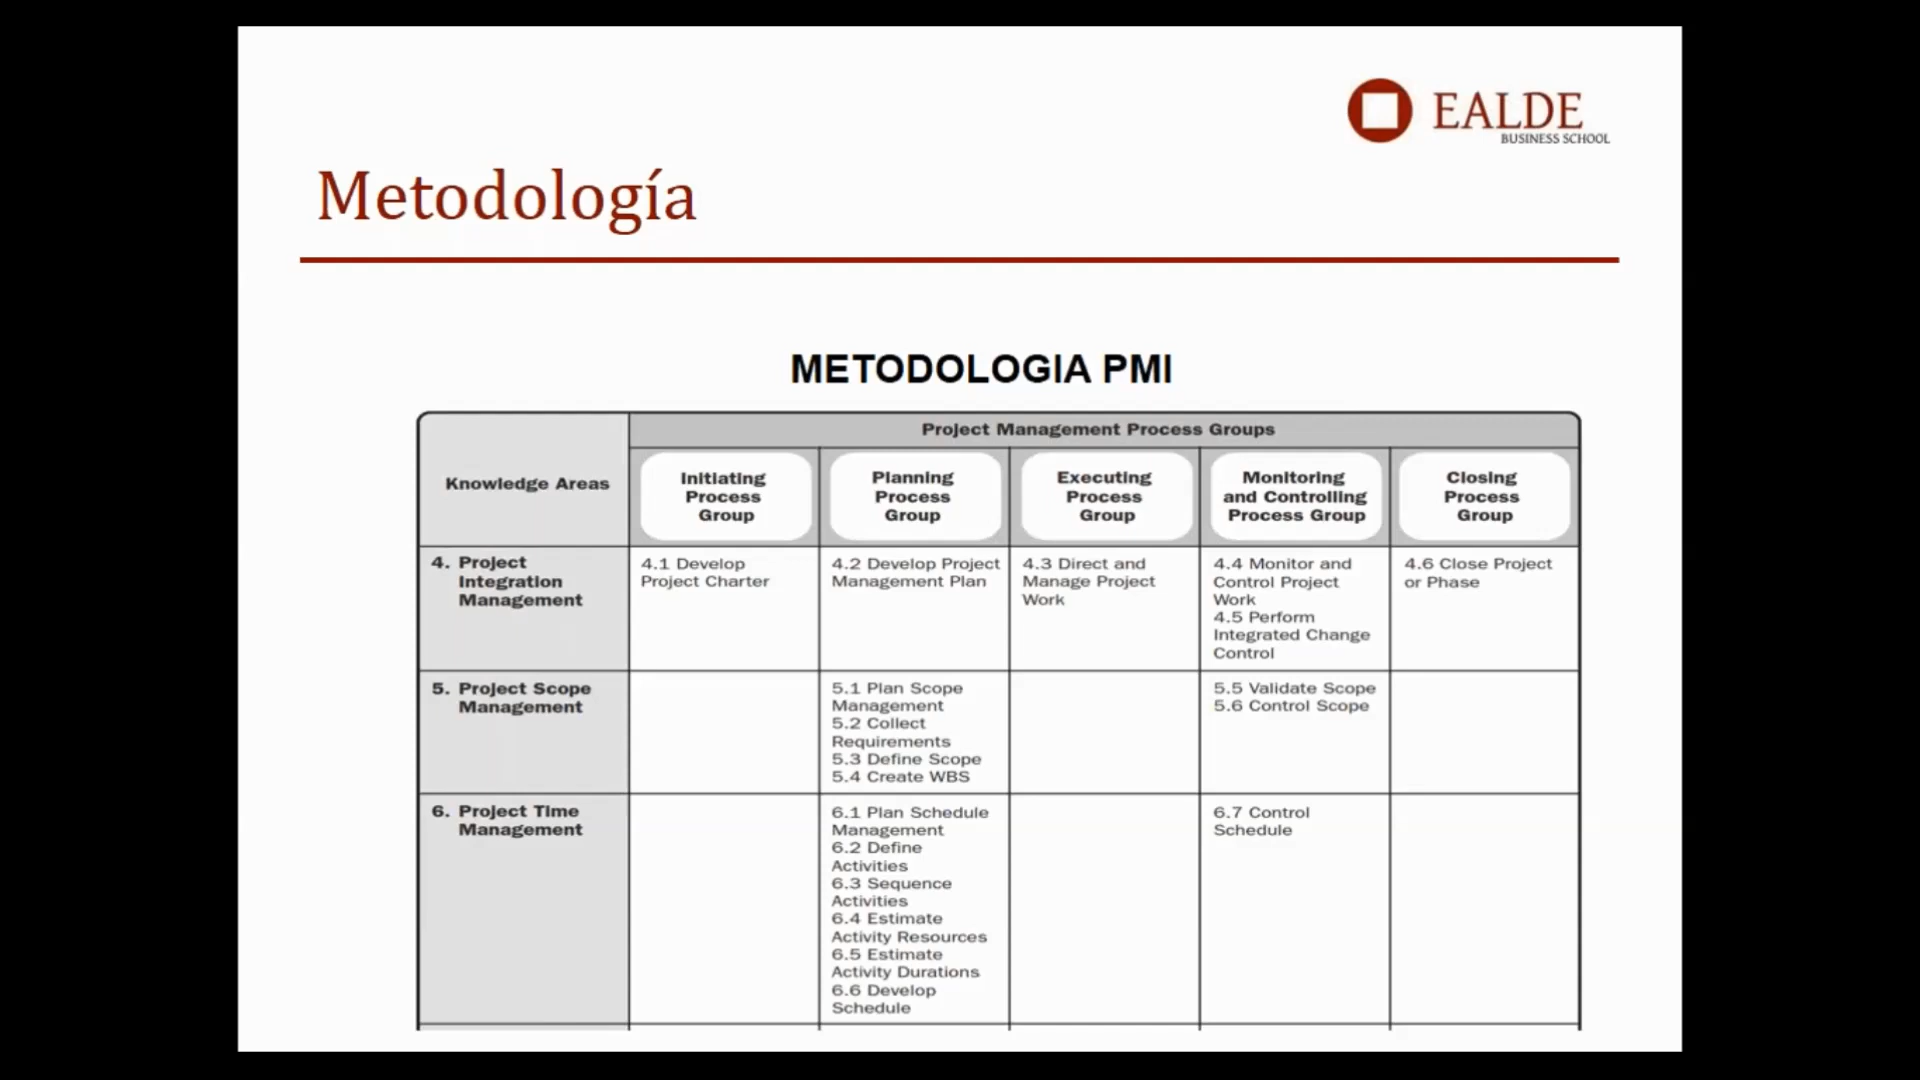 EALDE
BUSINESS SCHOOL
Metodología
METODOLOGIA PMI
Knowledge Areas
Project Management Process Groups
Initiating
Process
Group
Planning
Process
Group
Executing
Process
Group
Monitoring
and Controlling
Process Group
Closing
Process
Group
4. Project
Integration
Management
4.1 Develop
Project Charter
4.2 Develop Project
Management Plan
4.3 Direct and
Manage Project
Work
4.4 Monitor and
Control Project
Work
4.5 Perform
Integrated Change
Control
4.6 Close Project
or Phase
5. Project Scope
Management
5.1 Plan Scope
Management
5.2 Collect
Requirements
5.3 Define Scope
5.4 Create WBS
5.5 Validate Scope
5.6 Control Scope
6. Project Time
Management
6.1 Plan Schedule
Management
6.2 Define
Activities
6.3 Sequence
Activities
6.4 Estimate
Activity Resources
6.5 Estimate
Activity Durations
6.6 Develop
Schedule
6.7 Control
Schedule